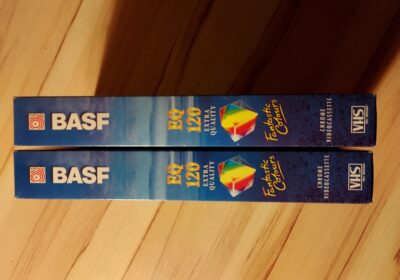 BASF
EQ
120
EXTRA
QUALITY
Fantastic
Colours
CHROME
VIDEOCASSETTE
VHS
BASF
EQ
120
EXTRA
QUALITY
Fantastic
Colours
CHROME
VIDEOCASSETTE
VHS